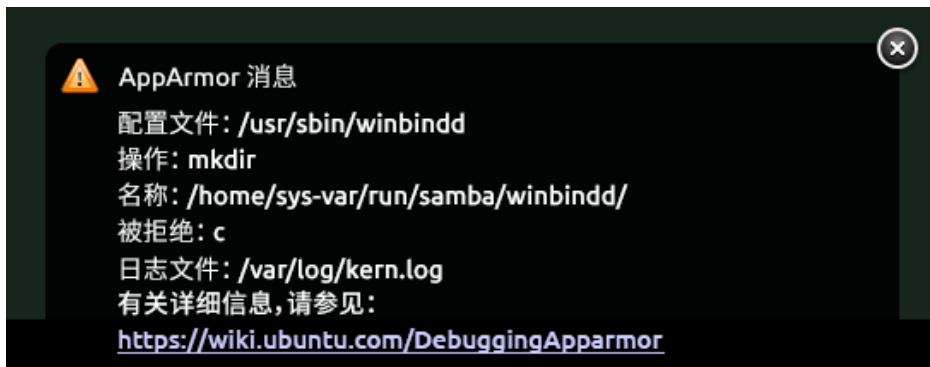 AppArmor 消息
配置文件：/usr/sbin/winbindd
操作：mkdir
名称：/home/sys-var/run/samba/winbindd/
被拒绝：c
日志文件：/var/log/kern.log
有关详细信息，请参见：
https://wiki.ubuntu.com/DebuggingApparmor